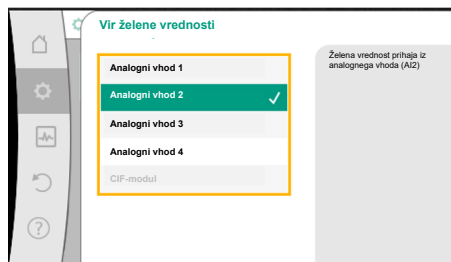 Vir želene vrednosti
Analogni vhod 1
Analogni vhod 2
Analogni vhod 3
Analogni vhod 4
CIF-modul
Želena vrednost prihaja iz
analognega vhoda (AI2)